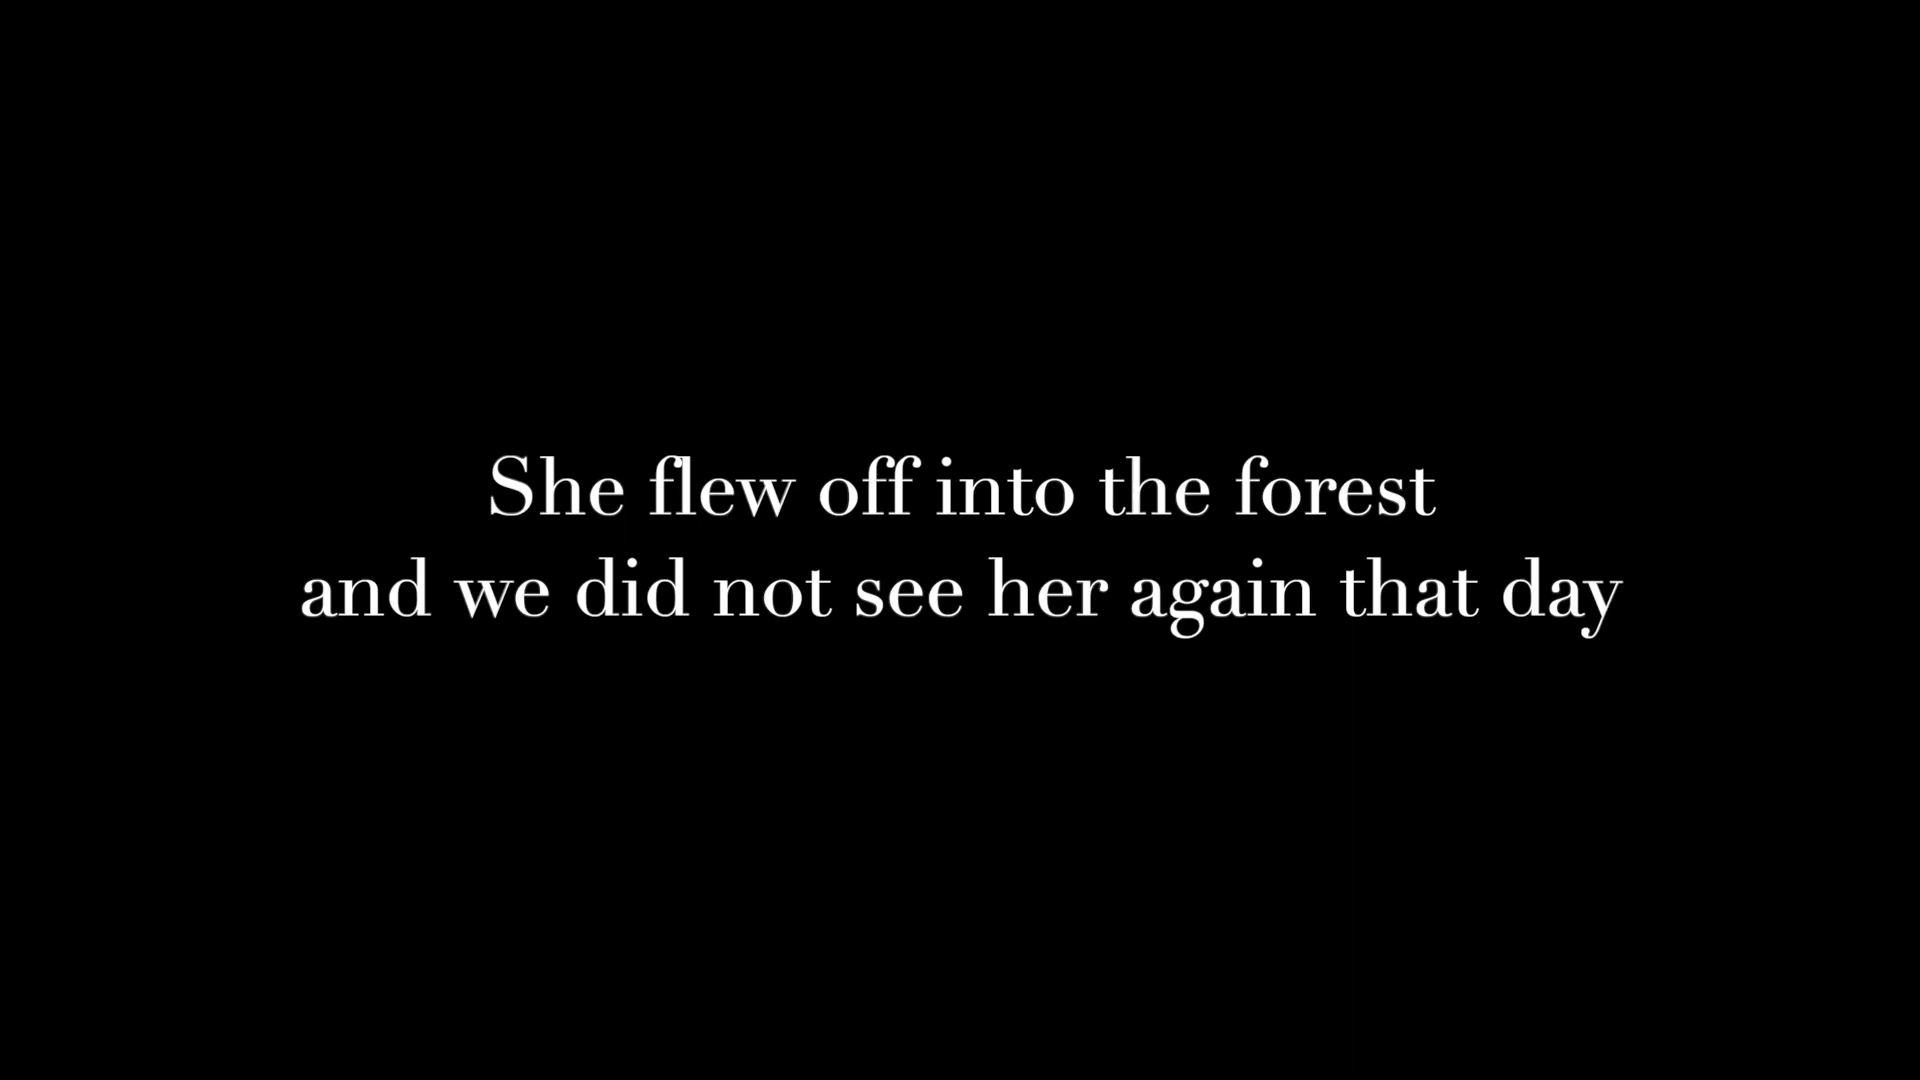 She flew off into the forest
and we did not see her again that day